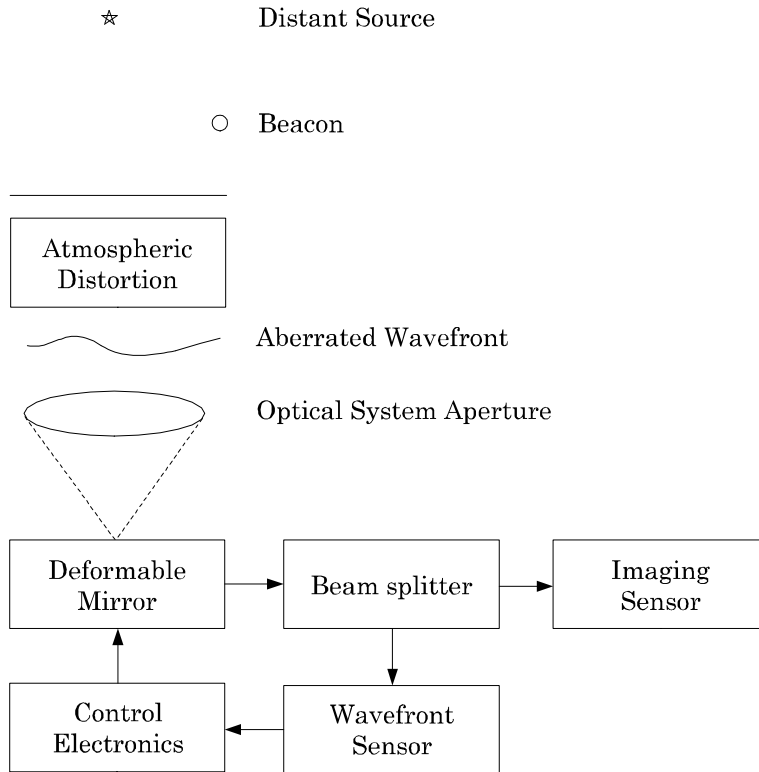 Distant Source
Beacon
Atmospheric
Distortion
Aberrated Wavefront
Optical System Aperture
Deformable
Mirror
Beam splitter
Imaging
Sensor
Control
Electronics
Wavefront
Sensor